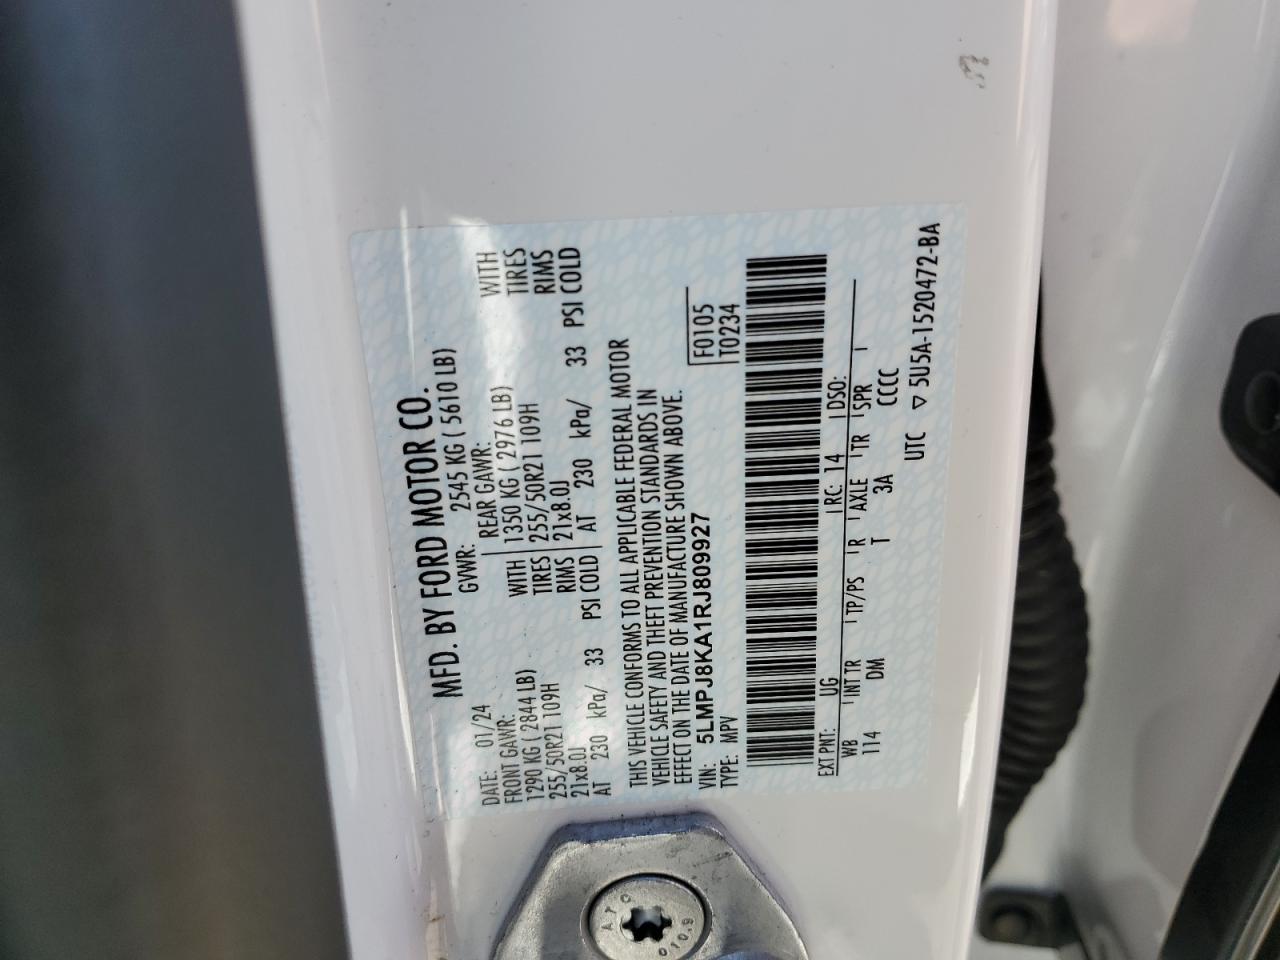 MFD. BY FORD MOTOR CO.
DATE: 01/24 GVWR: 2545 KG ( 5610 LB)
FRONT GAWR: REAR GAWR: WITH
1290 KG ( 2844 LB) WITH 1350 KG ( 2976 LB) TIRES
255/50R21 109H TIRES 255/50R21 109H RIMS
21x8.0J RIMS 21x8.0J
AT 230 kPa/ 33 PSI COLD AT 230 kPa/ 33 PSI COLD
THIS VEHICLE CONFORMS TO ALL APPLICABLE FEDERAL MOTOR
VEHICLE SAFETY AND THEFT PREVENTION STANDARDS IN
EFFECT ON THE DATE OF MANUFACTURE SHOWN ABOVE.
VIN: 5LMPJ8KA1RJ809927 F0105
TYPE: MPV T0234
EXT PNT: UG RC: 14 DSO:
WB INT TR TP/PS R AXLE TR SPR
114 DM T 3A CCCC
UTC ▽ 5U5A-1520472-BA
ATO
10.9